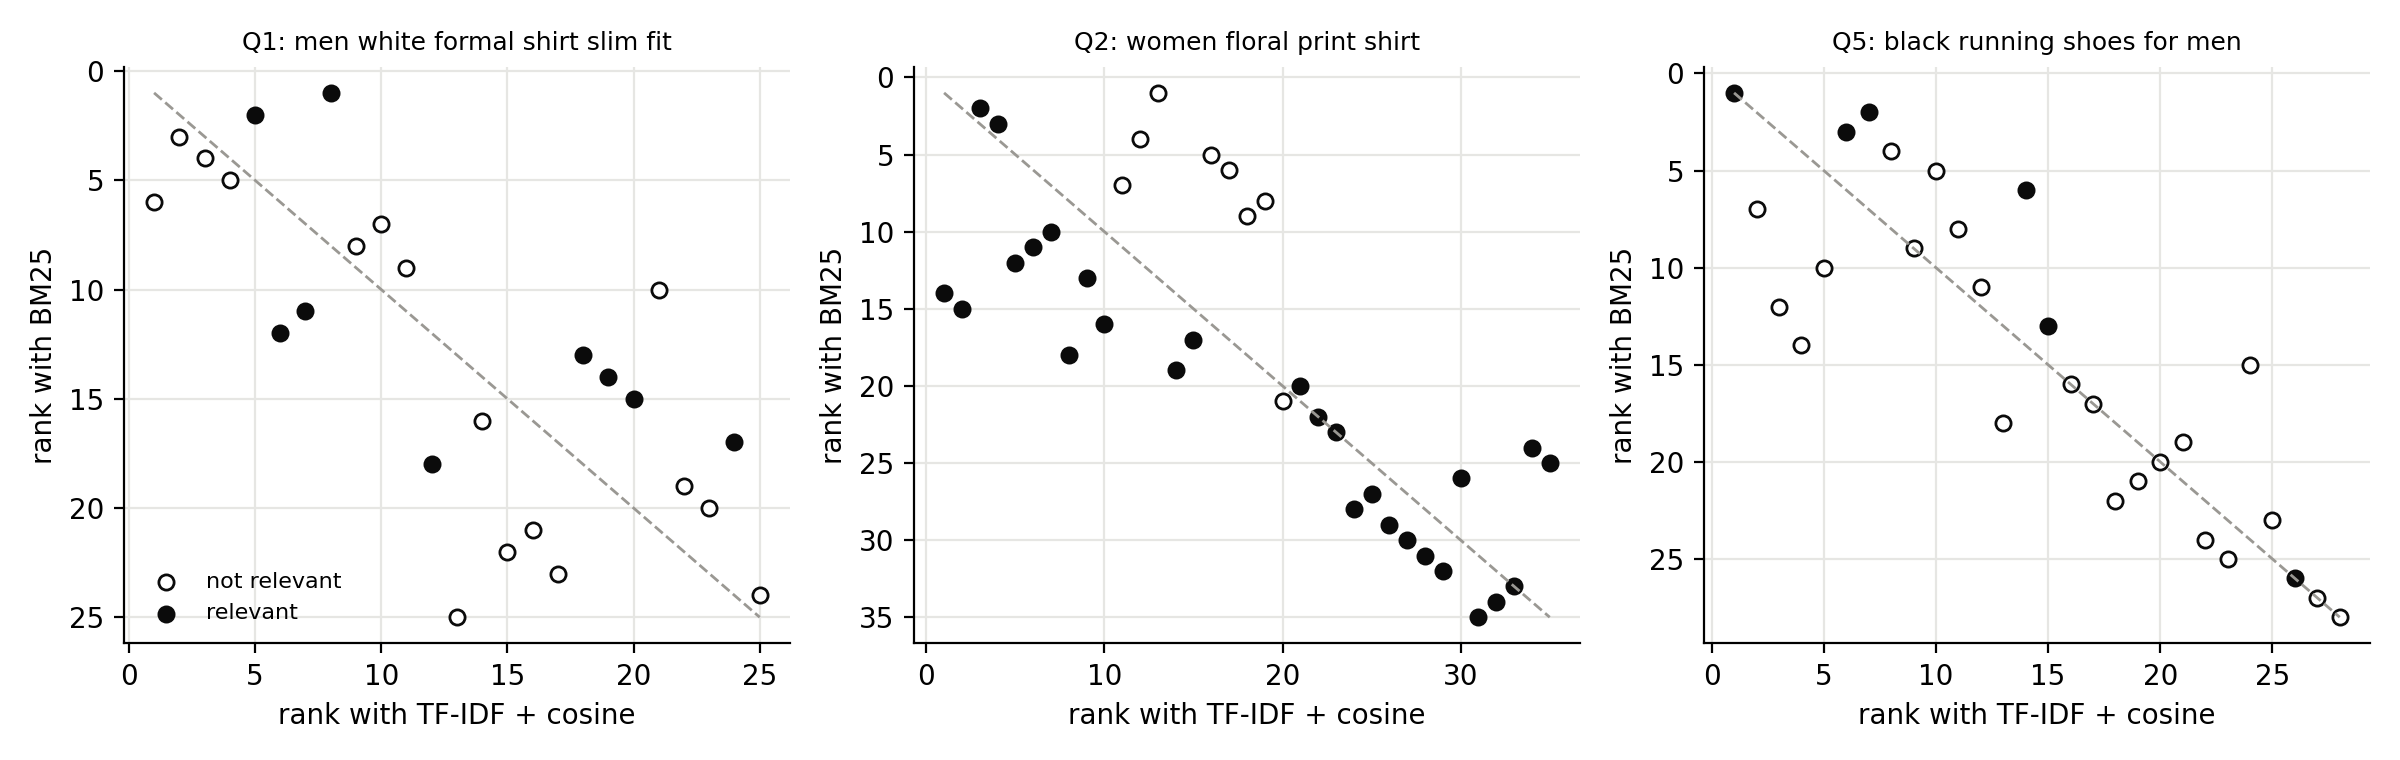 Q1: men white formal shirt slim fit
0
5
10
15
20
25
rank with BM25
not relevant
relevant
0 5 10 15 20 25
rank with TF-IDF + cosine
Q2: women floral print shirt
0
5
10
15
20
25
30
35
rank with BM25
0 10 20 30
rank with TF-IDF + cosine
Q5: black running shoes for men
0
5
10
15
20
25
rank with BM25
0 5 10 15 20 25
rank with TF-IDF + cosine